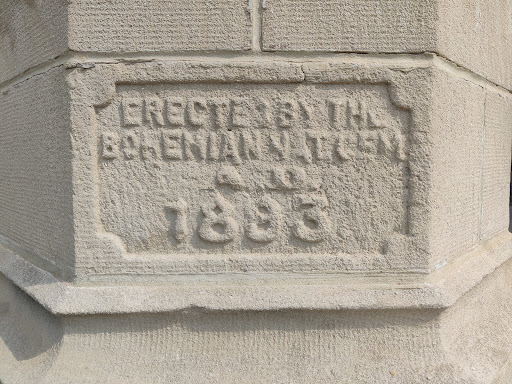 ERECTED BY THE
BOHEMIAN
A. D.
1893